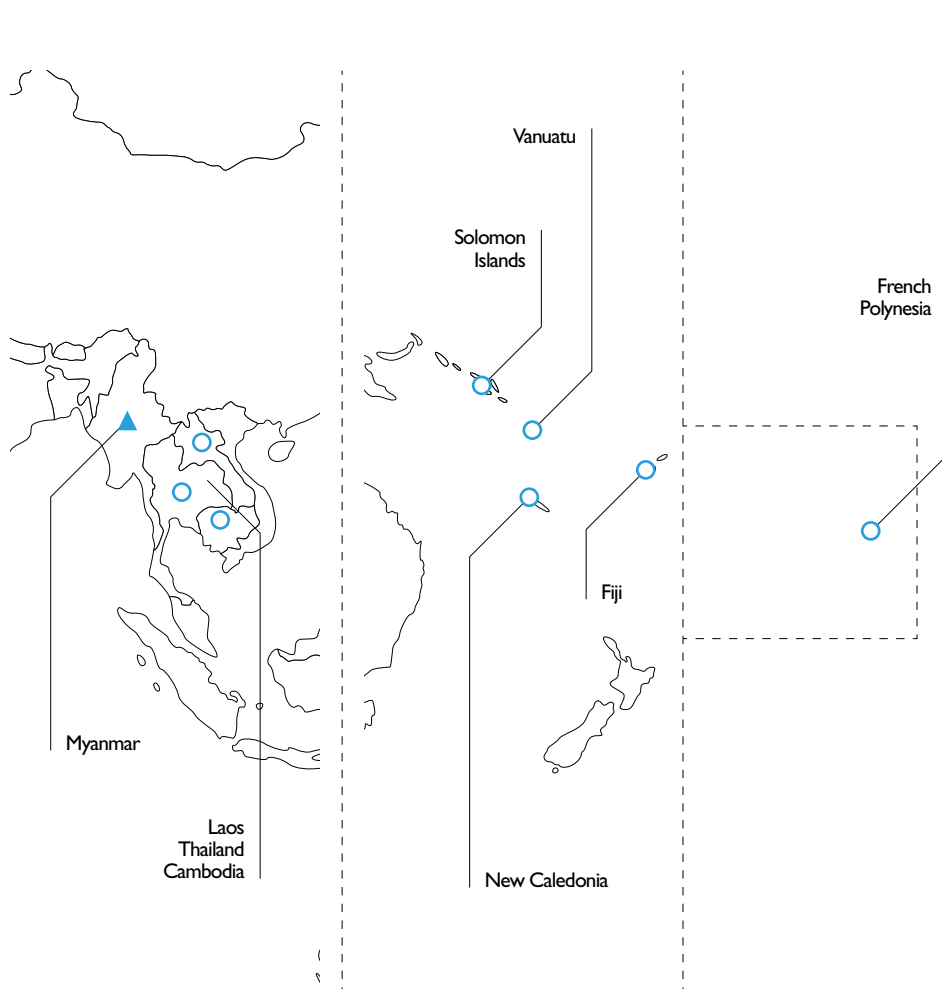 Vanuatu
Solomon
Islands
French
Polynesia
Fiji
Myanmar
Laos
Thailand
Cambodia
New Caledonia